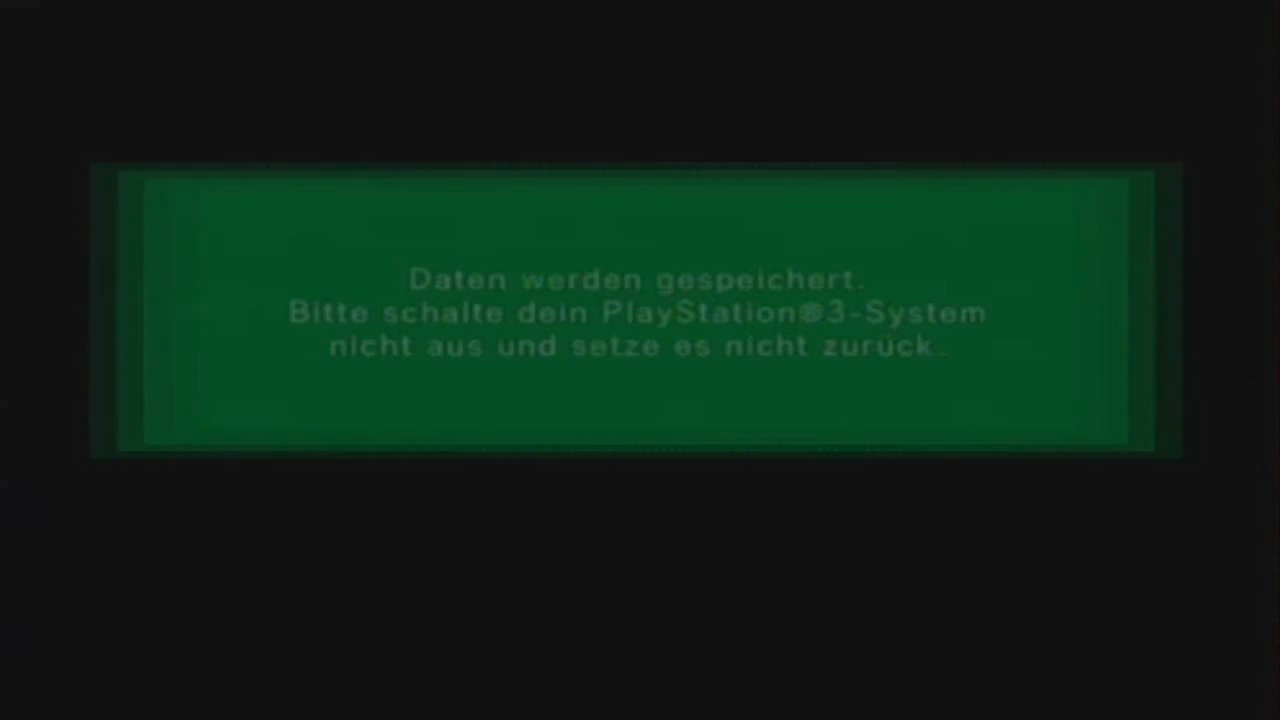 Daten werden gespeichert.
Bitte schalte dein PlayStation®3-System
nicht aus und setze es nicht zurück.